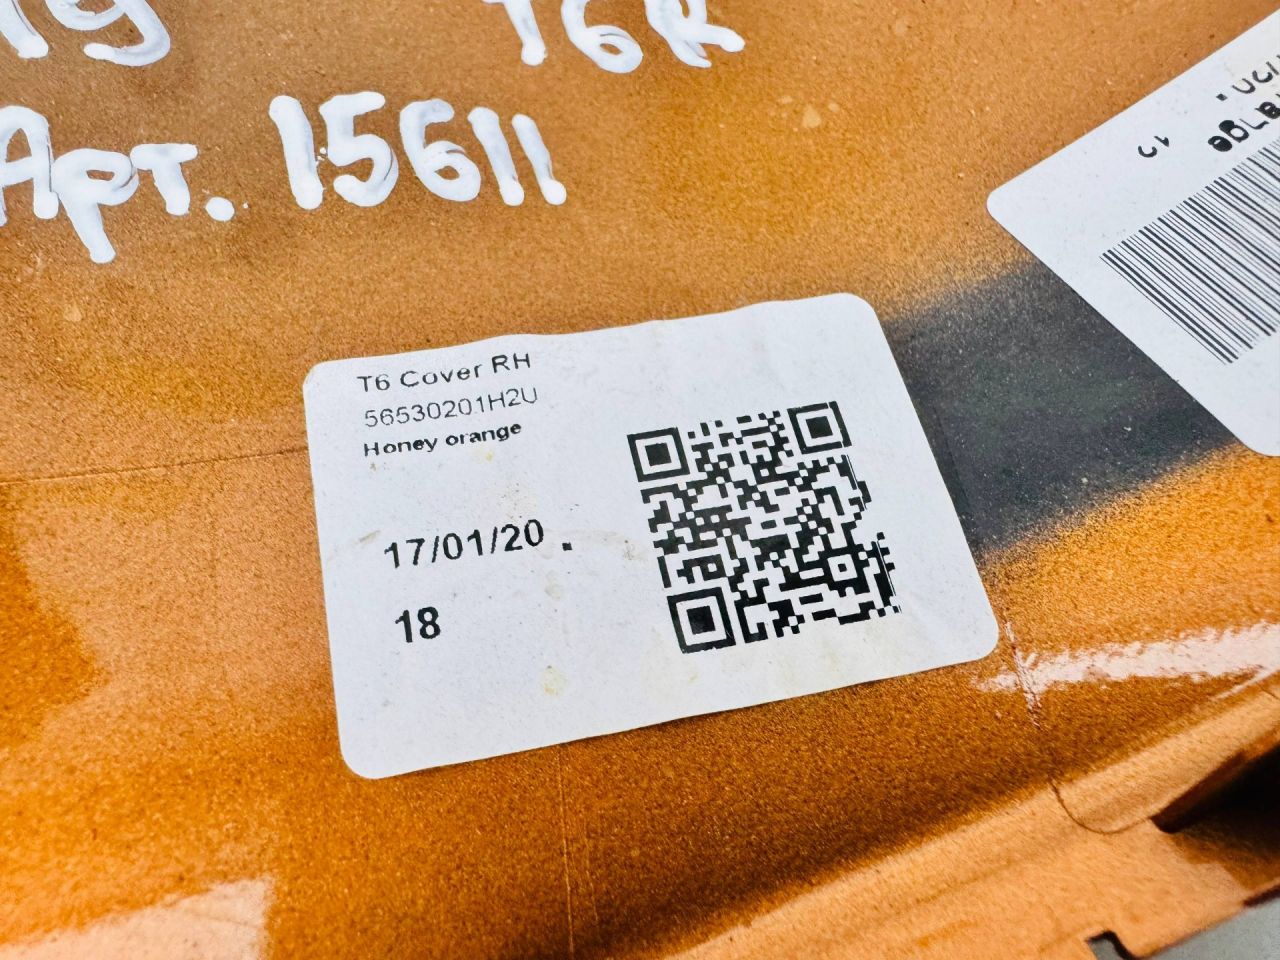 T6R
Арт. 15611
T6 Cover RH
56530201H2U
Honey orange
17/01/20 .
18